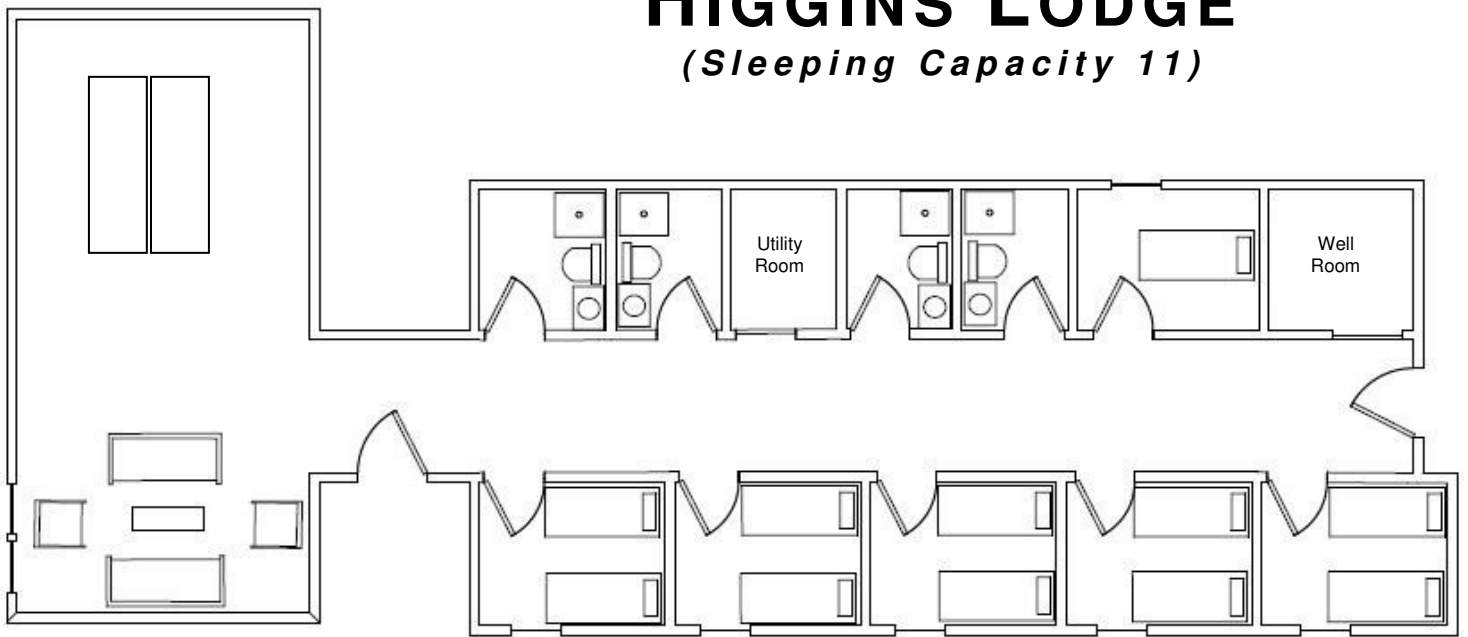 HIGGINS LODGE
(Sleeping Capacity 11)
Utility
Room
Well
Room